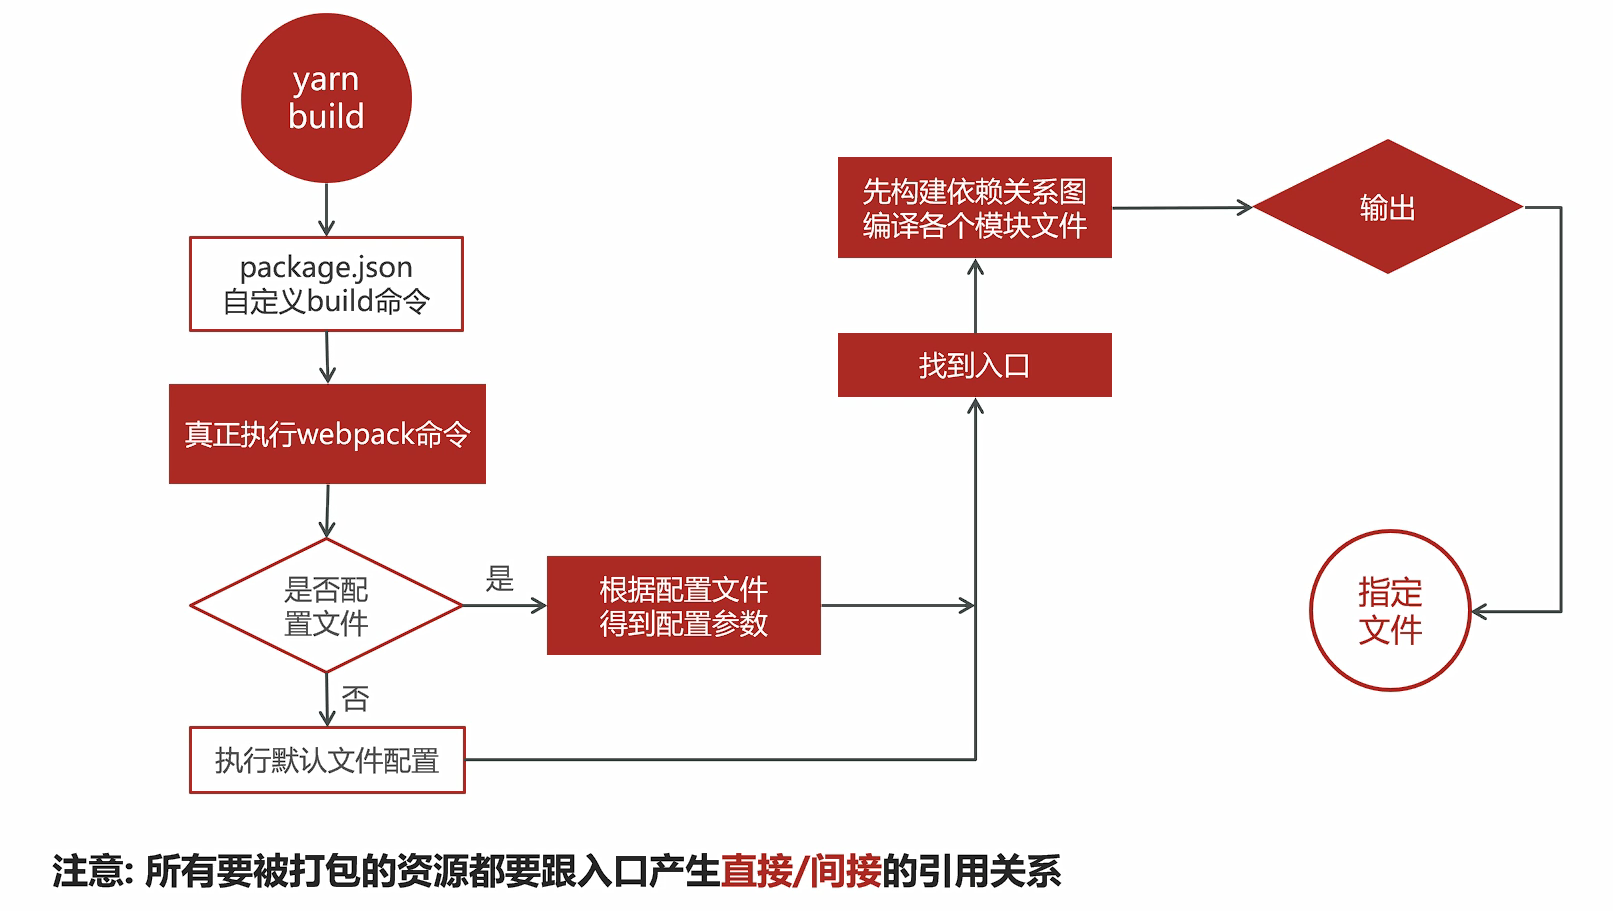 yarn
build
package.json
自定义build命令
真正执行webpack命令
是否配
置文件
是
根据配置文件
得到配置参数
否
执行默认文件配置
找到入口
先构建依赖关系图
编译各个模块文件
输出
指定
文件
注意: 所有要被打包的资源都要跟入口产生直接/间接的引用关系